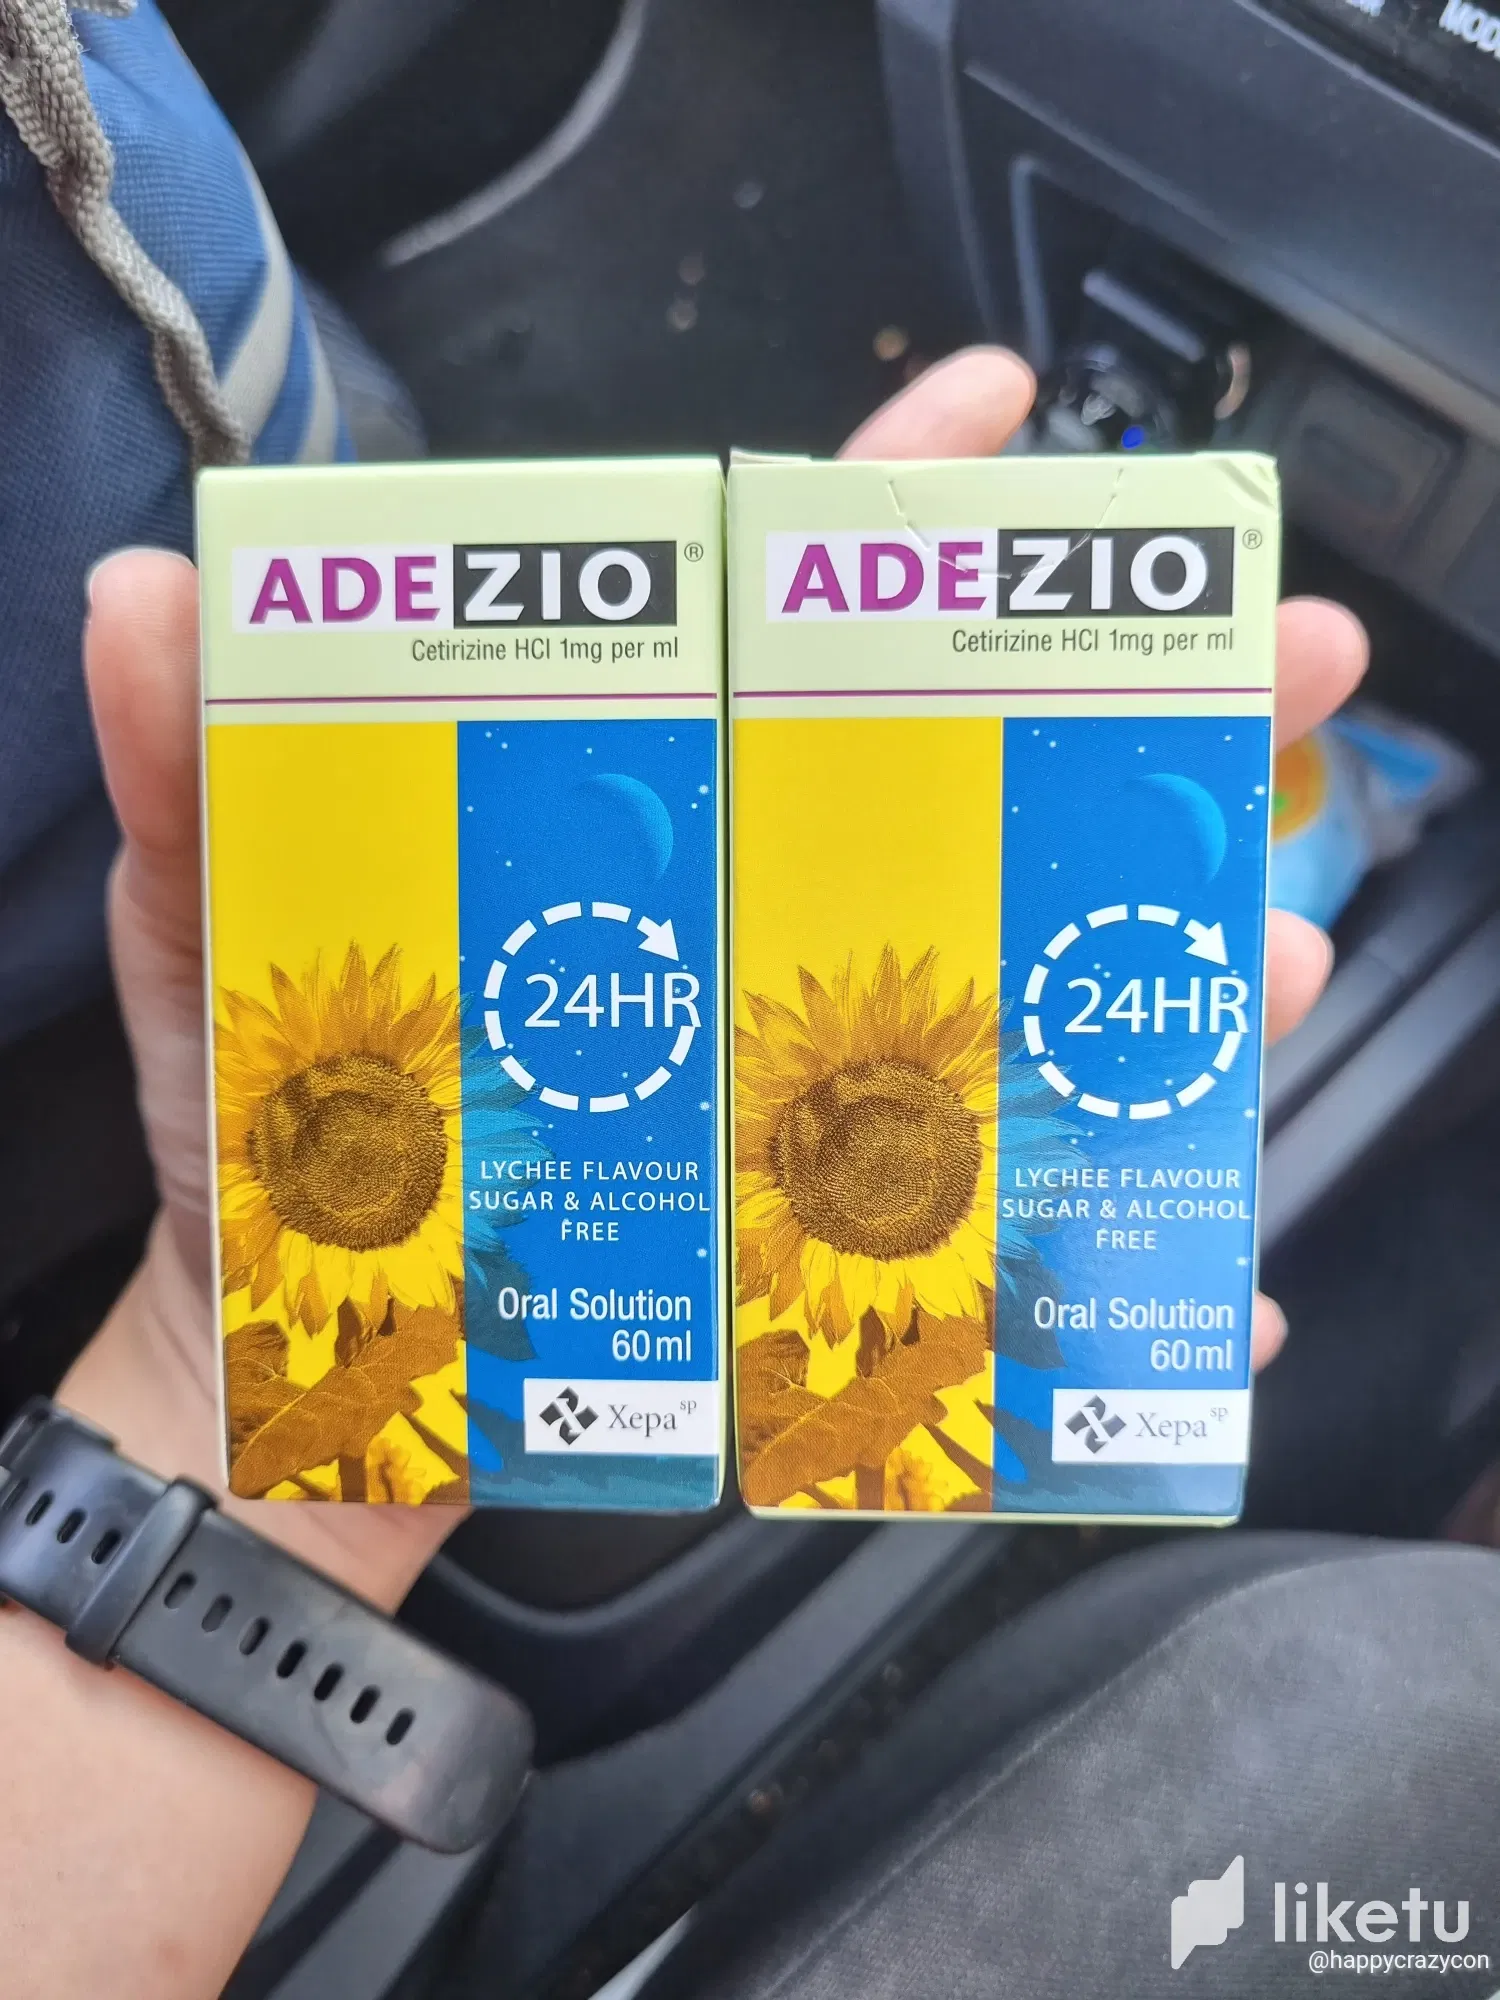 MOD
ADEZIO®
Cetirizine HCl 1mg per ml
24HR
LYCHEE FLAVOUR
SUGAR & ALCOHOL
FREE
Oral Solution
60ml
Xepa sp
ADEZIO®
Cetirizine HCl 1mg per ml
24HR
LYCHEE FLAVOUR
SUGAR & ALCOHOL
FREE
Oral Solution
60ml
Xepa sp
liketu
@happycrazycon